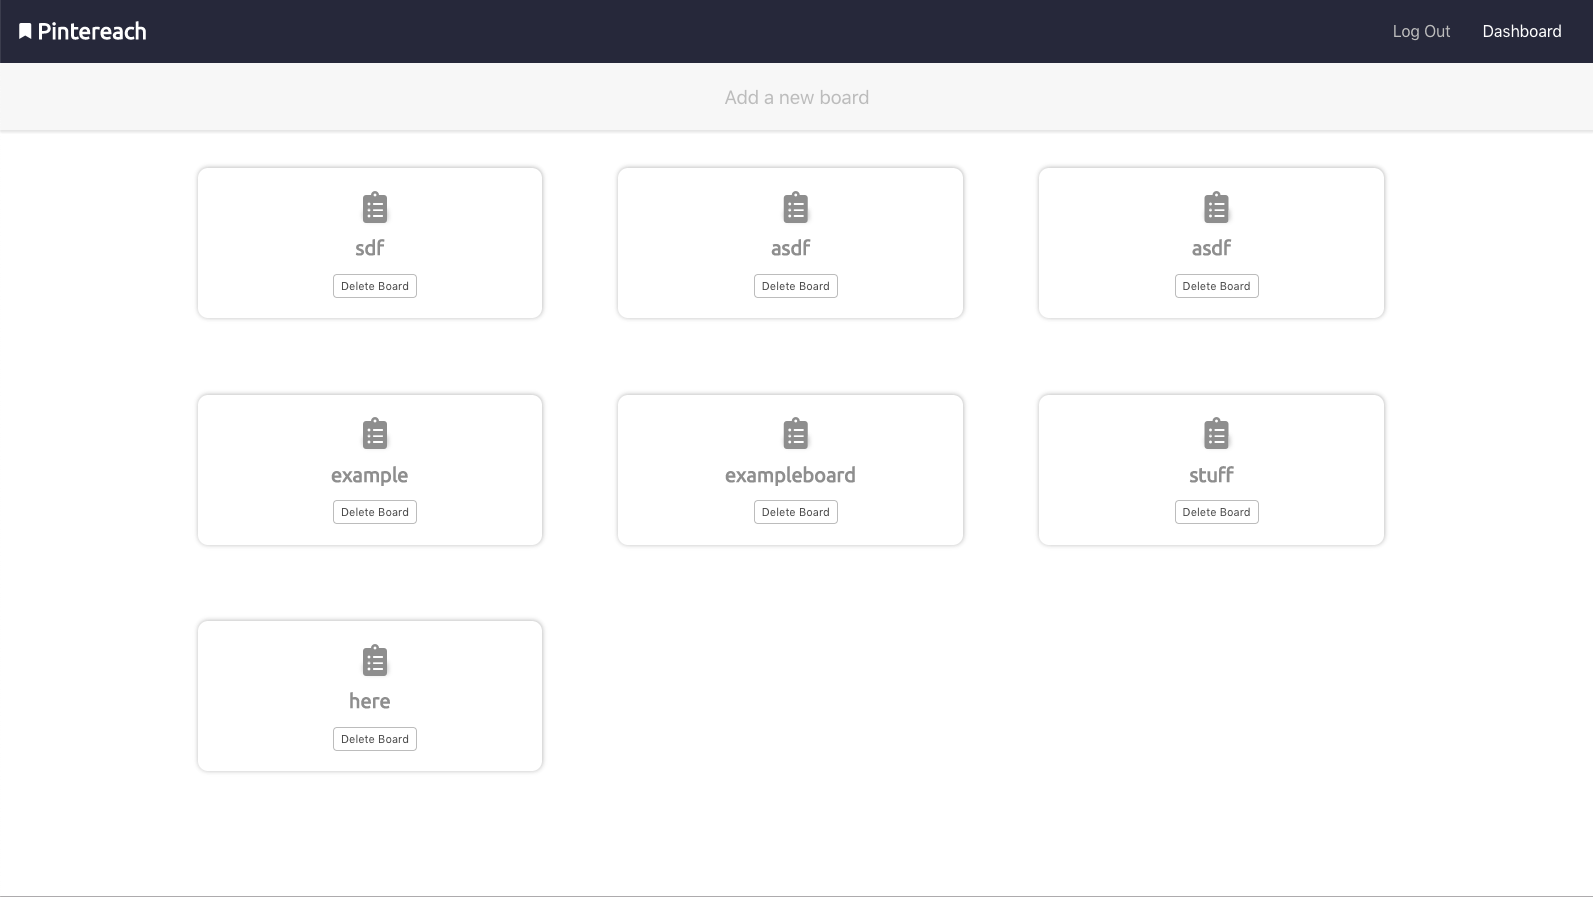 Pintereach
Log Out Dashboard
Add a new board
sdf
Delete Board
asdf
Delete Board
asdf
Delete Board
example
Delete Board
exampleboard
Delete Board
stuff
Delete Board
here
Delete Board